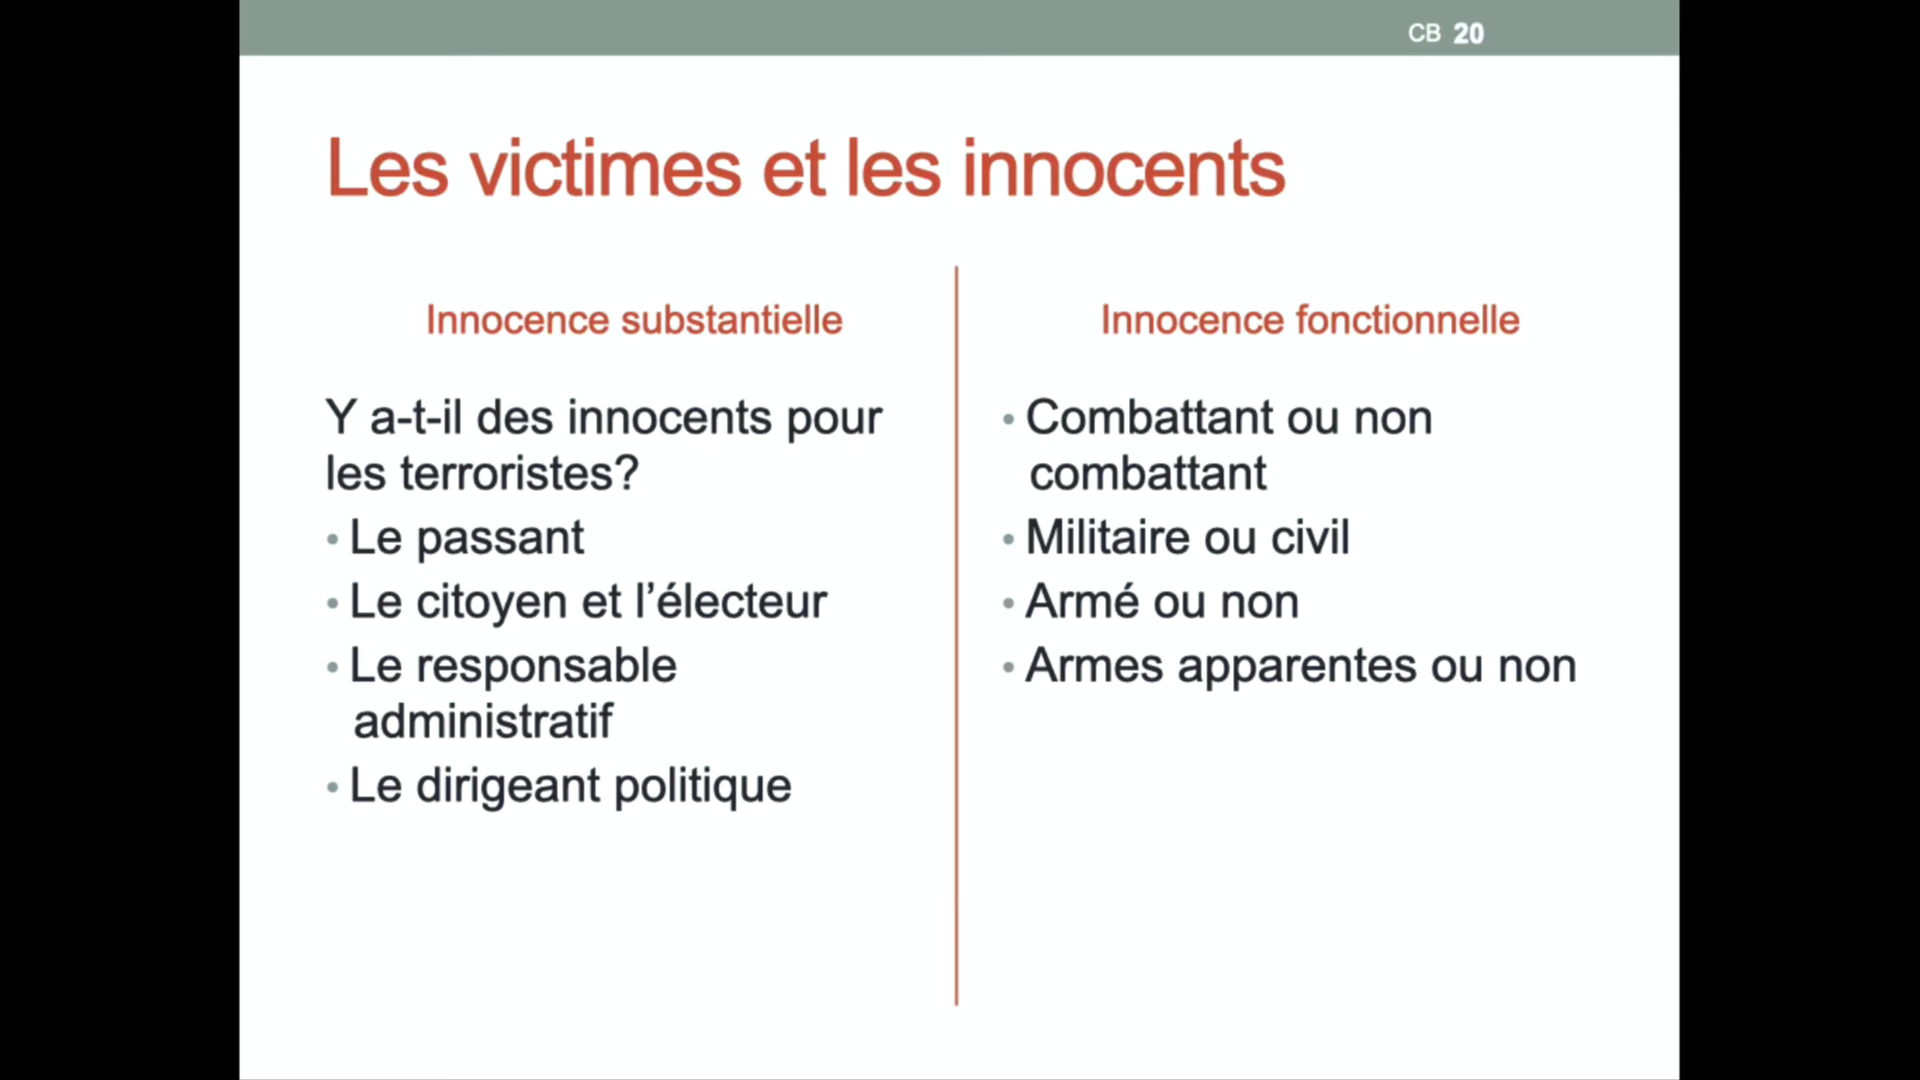 CB 20
Les victimes et les innocents
Innocence substantielle
Y a-t-il des innocents pour
les terroristes?
• Le passant
• Le citoyen et l’électeur
• Le responsable
administratif
• Le dirigeant politique
Innocence fonctionnelle
• Combattant ou non
combattant
• Militaire ou civil
• Armé ou non
• Armes apparentes ou non